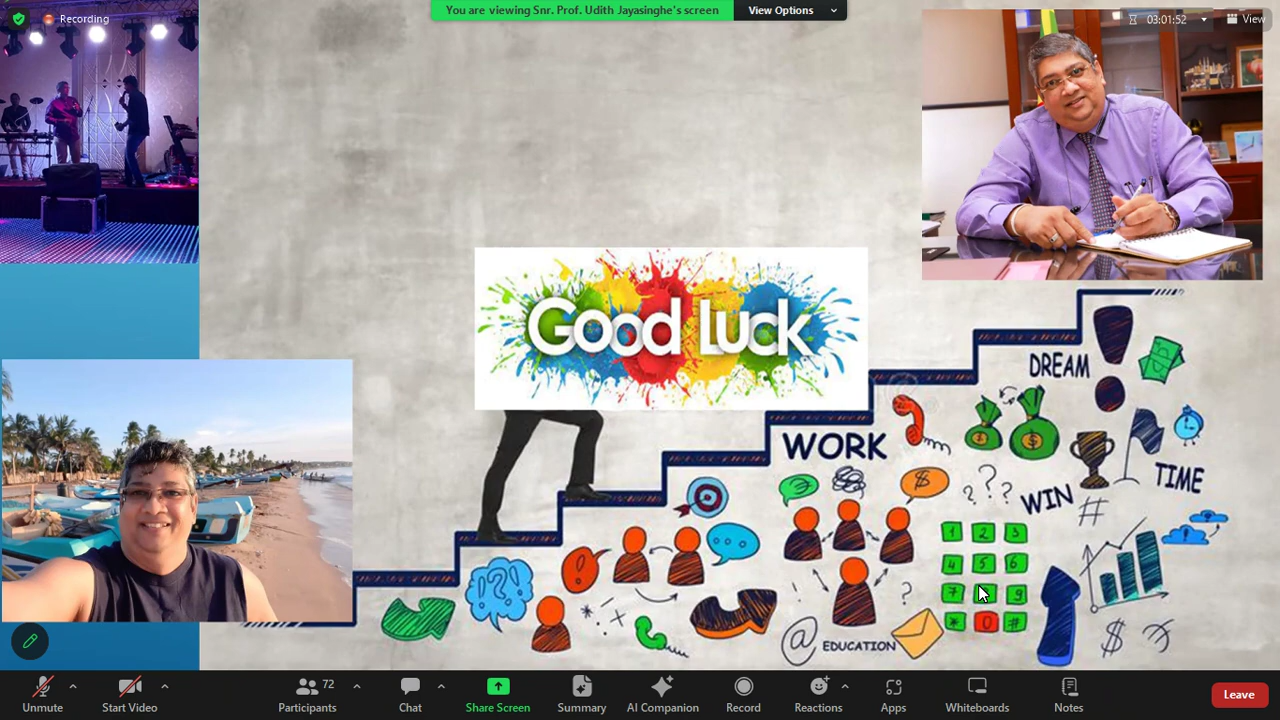 Recording
You are viewing Snr. Prof. Udith Jayasinghe's screen
View Options
03:01:52
View
Good Luck
DREAM
WORK
WIN
TIME
#
$
$
$
1 2 3
4 5 6
7 9
* 0 #
!?
?
@
EDUCATION
$
Unmute
Start Video
72
Participants
Chat
Share Screen
Summary
AI Companion
Record
Reactions
Apps
Whiteboards
Notes
Leave